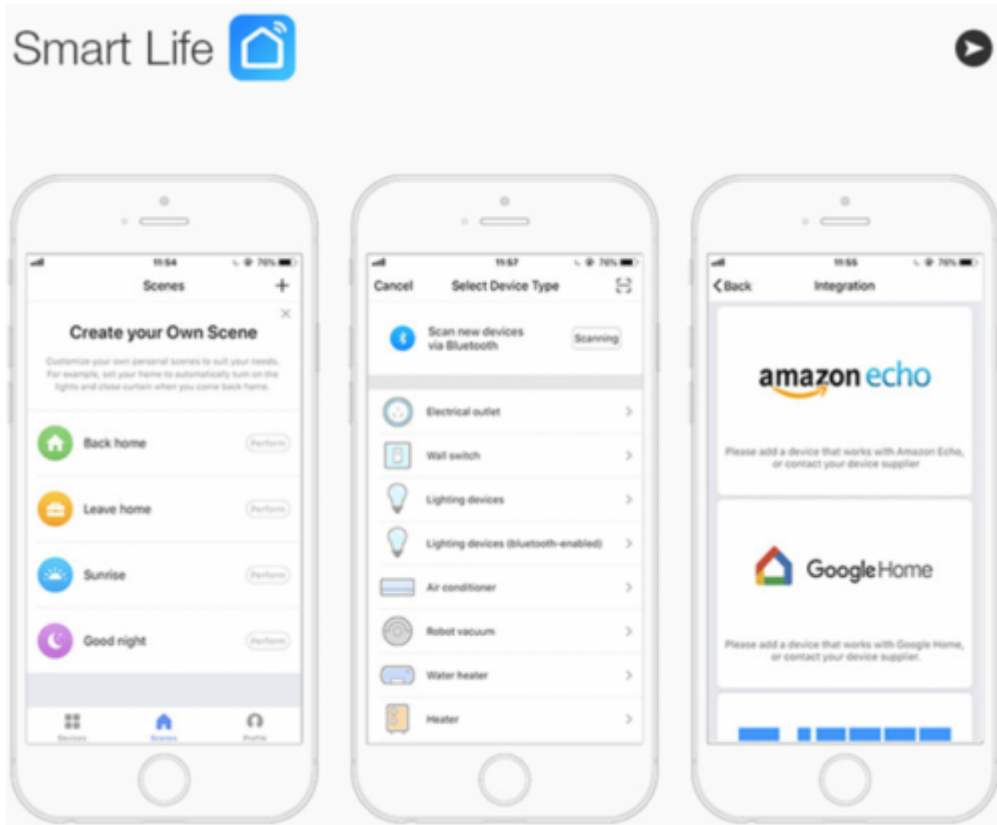 Smart Life
11:54
76%
Scenes
+
Create your Own Scene
Customize your own personal scenes to suit your needs.
For example, set your home to automatically turn on the
lights and close curtain when you come back home.
Back home
Perform
Leave home
Perform
Sunrise
Perform
Good night
Perform
Devices
Scenes
Profile
11:57
76%
Cancel
Select Device Type
Scan new devices
via Bluetooth
Scanning
Electrical outlet
Wall switch
Lighting devices
Lighting devices (bluetooth-enabled)
Air conditioner
Robot vacuum
Water heater
Heater
11:55
76%
Back
Integration
amazon echo
Please add a device that works with Amazon Echo,
or contact your device supplier
Google Home
Please add a device that works with Google Home,
or contact your device supplier.